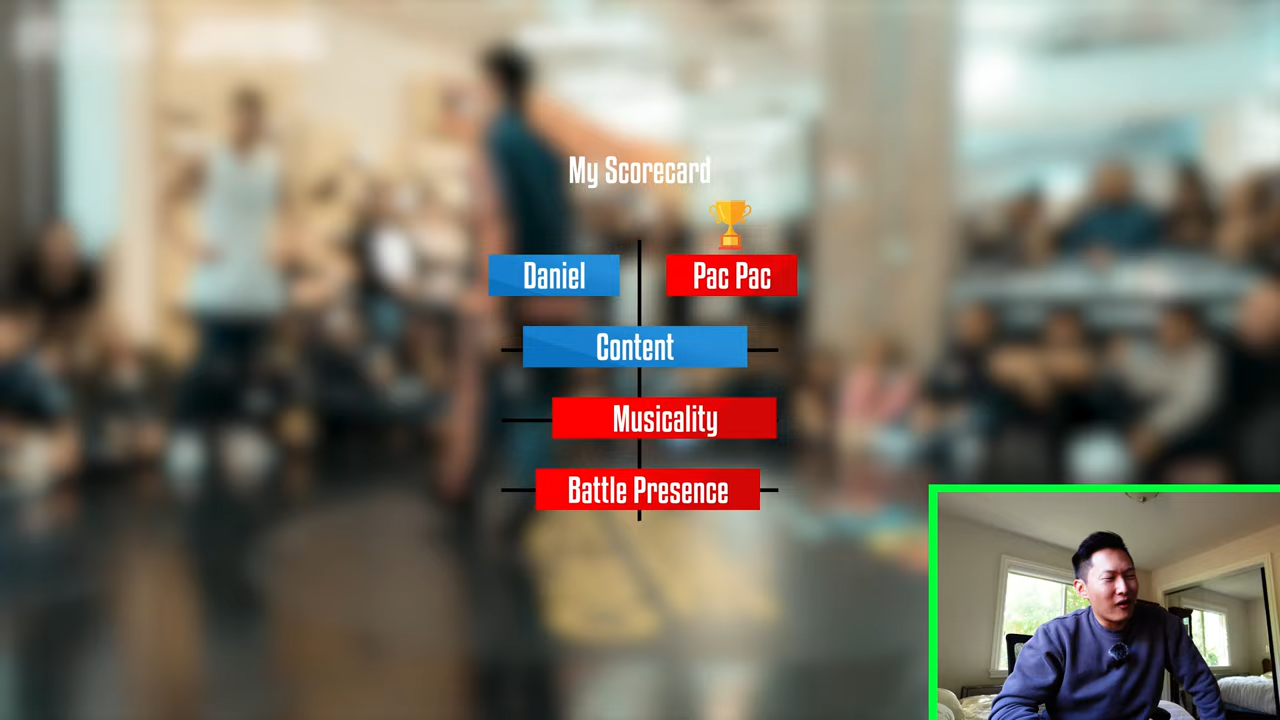 My Scorecard
Daniel
Pac Pac
Content
Musicality
Battle Presence